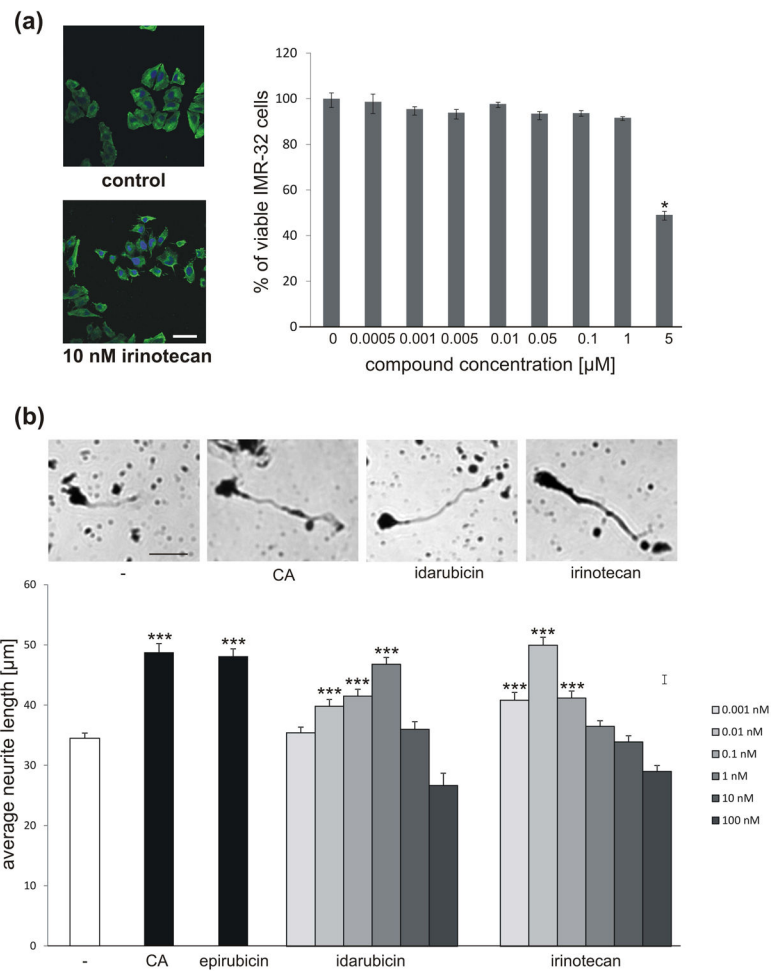 (a)
control
10 nM irinotecan
% of viable IMR-32 cells
120
100
80
60
40
20
0
*
0 0.0005 0.001 0.005 0.01 0.05 0.1 1 5
compound concentration [µM]
(b)
- CA idarubicin irinotecan
average neurite length [µm]
60
50
40
30
20
10
0
*** *** *** *** *** *** *** ***
- CA epirubicin idarubicin irinotecan
0.001 nM
0.01 nM
0.1 nM
1 nM
10 nM
100 nM